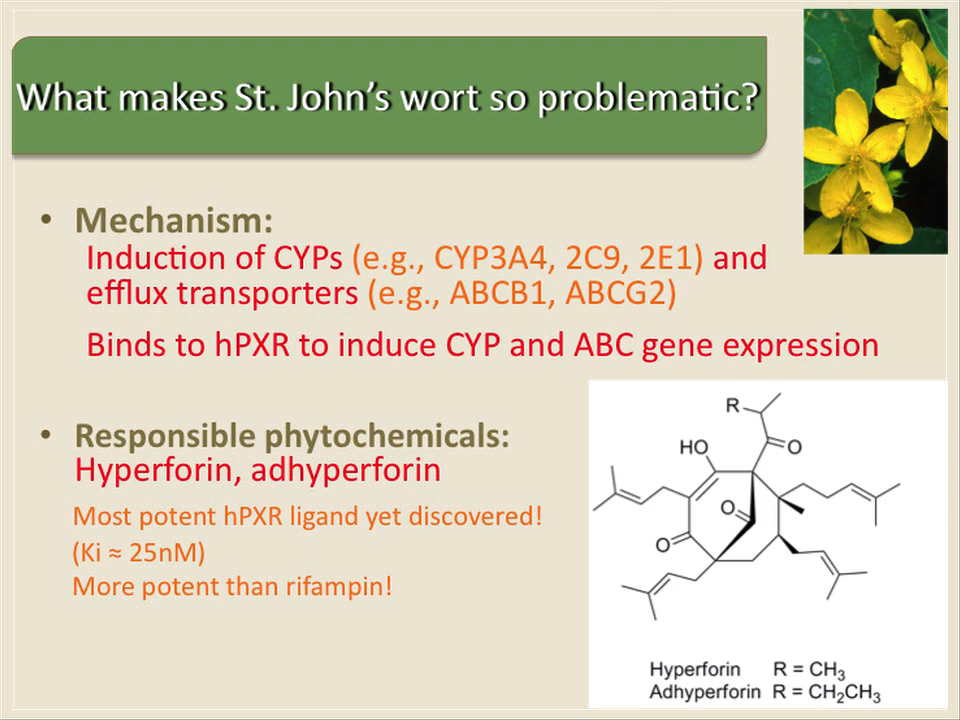 What makes St. John's wort so problematic?
• Mechanism:
Induction of CYPs (e.g., CYP3A4, 2C9, 2E1) and
efflux transporters (e.g., ABCB1, ABCG2)
Binds to hPXR to induce CYP and ABC gene expression
• Responsible phytochemicals:
Hyperforin, adhyperforin
Most potent hPXR ligand yet discovered!
(Ki ≈ 25nM)
More potent than rifampin!
R
HO
O
O
O
Hyperforin R = CH₃
Adhyperforin R = CH₂CH₃